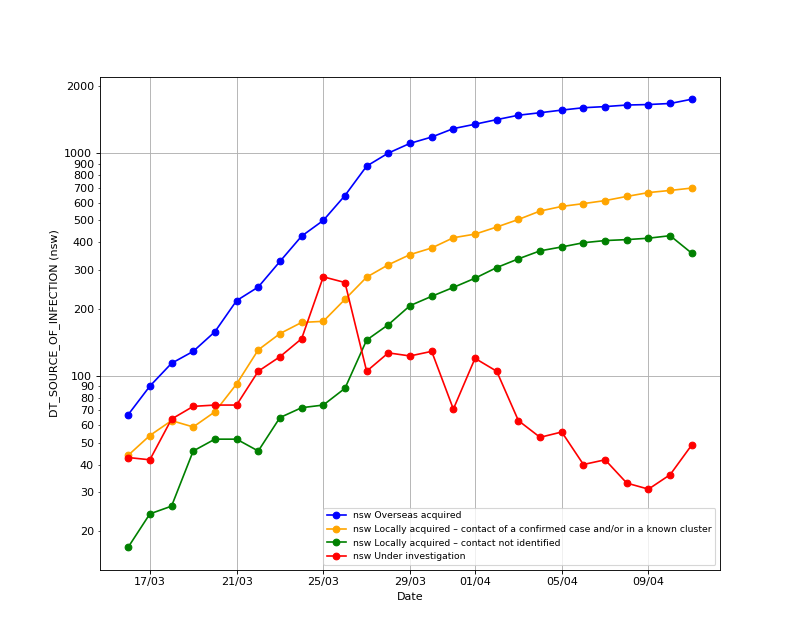 2000
1000
900
800
700
600
500
400
300
200
100
90
80
70
60
50
40
30
20
DT_SOURCE_OF_INFECTION (nsw)
nsw Overseas acquired
nsw Locally acquired – contact of a confirmed case and/or in a known cluster
nsw Locally acquired – contact not identified
nsw Under investigation
17/03 21/03 25/03 29/03 01/04 05/04 09/04
Date